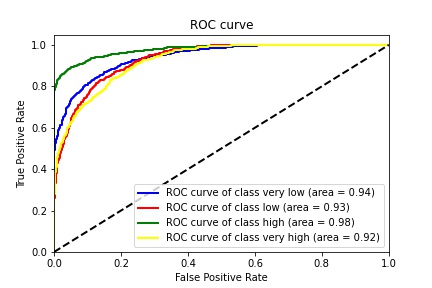 ROC curve
1.0
0.8
0.6
0.4
0.2
0.0
True Positive Rate
ROC curve of class very low (area = 0.94)
ROC curve of class low (area = 0.93)
ROC curve of class high (area = 0.98)
ROC curve of class very high (area = 0.92)
0.0 0.2 0.4 0.6 0.8 1.0
False Positive Rate